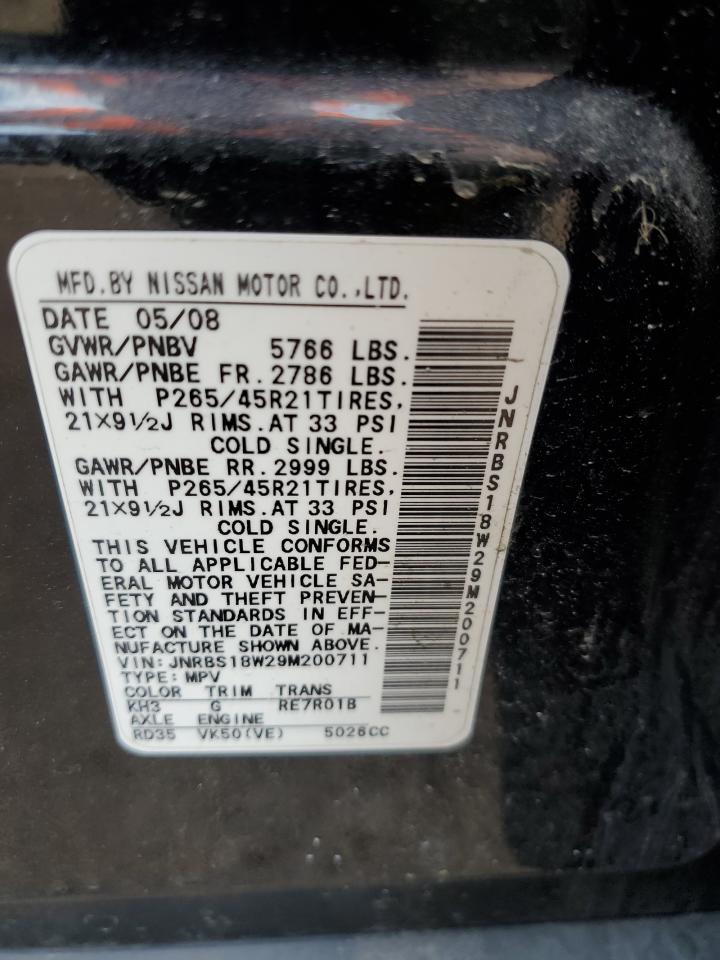 MFD.BY NISSAN MOTOR CO.,LTD.
DATE 05/08
GVWR/PNBV 5766 LBS.
GAWR/PNBE FR.2786 LBS.
WITH P265/45R21TIRES,
21×9½J RIMS.AT 33 PSI
COLD SINGLE.
GAWR/PNBE RR.2999 LBS.
WITH P265/45R21TIRES,
21×9½J RIMS.AT 33 PSI
COLD SINGLE.
THIS VEHICLE CONFORMS
TO ALL APPLICABLE FED-
ERAL MOTOR VEHICLE SA-
FETY AND THEFT PREVEN-
TION STANDARDS IN EFF-
ECT ON THE DATE OF MA-
NUFACTURE SHOWN ABOVE.
VIN:JNRBS18W29M200711
TYPE:MPV
COLOR TRIM TRANS
KH3 G RE7R01B
AXLE ENGINE
RD35 VK50(VE) 5026CC
JNRBS18W29M200711